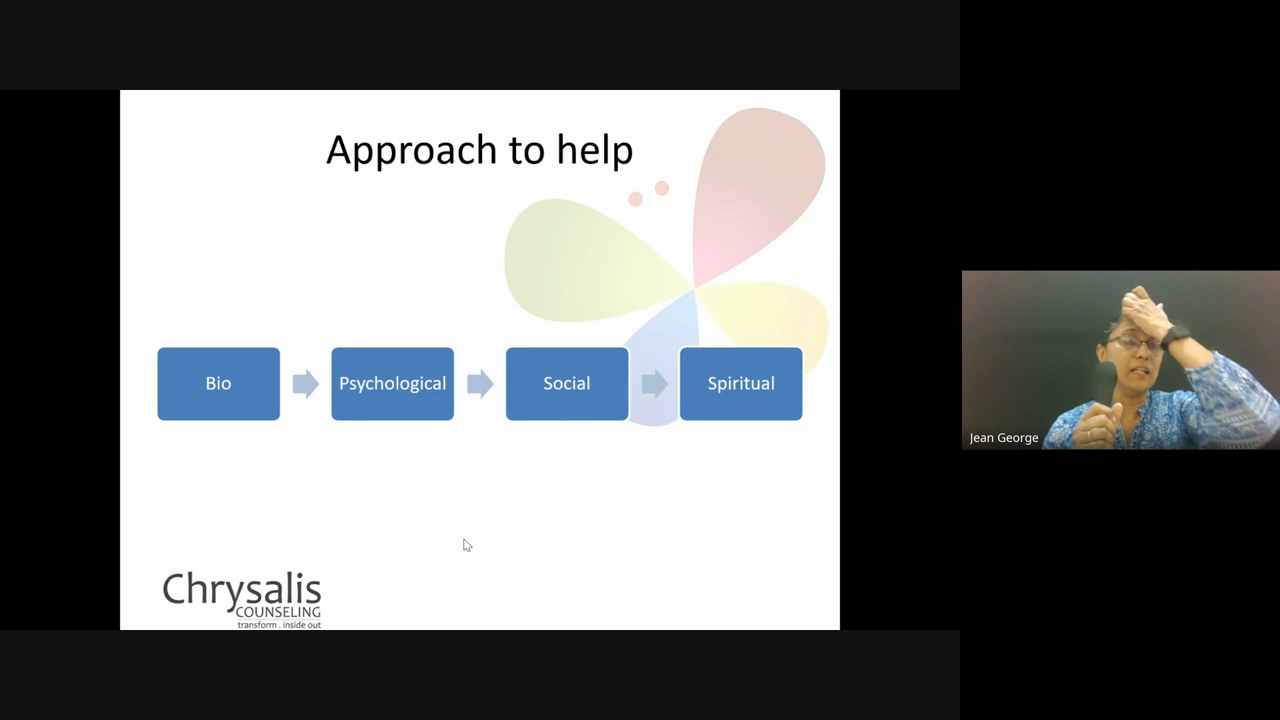 Approach to help
Bio
Psychological
Social
Spiritual
Jean George
Chrysalis
COUNSELING
transform . inside out